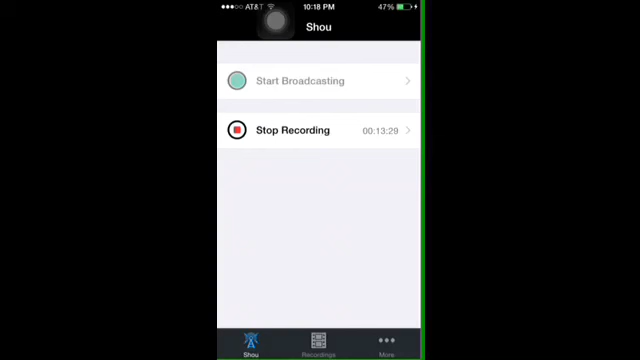 AT&T 10:18 PM 47%
Shou
Start Broadcasting
Stop Recording 00:13:29
Shou Recordings More